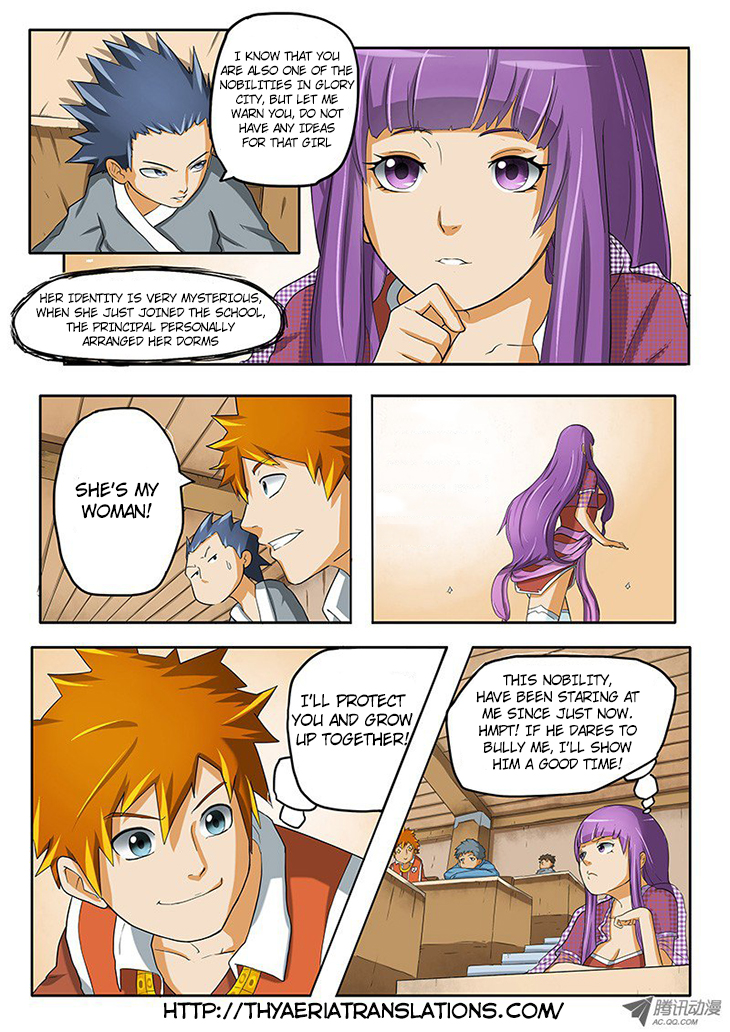 I KNOW THAT YOU
ARE ALSO ONE OF THE
NOBILITIES IN GLORY
CITY, BUT LET ME
WARN YOU, DO NOT
HAVE ANY IDEAS
FOR THAT GIRL
HER IDENTITY IS VERY MYSTERIOUS,
WHEN SHE JUST JOINED THE SCHOOL,
THE PRINCIPAL PERSONALLY
ARRANGED HER DORMS
SHE'S MY
WOMAN!
I'LL PROTECT
YOU AND GROW
UP TOGETHER!
THIS NOBILITY,
HAVE BEEN STARING AT
ME SINCE JUST NOW.
HMPT! IF HE DARES TO
BULLY ME, I'LL SHOW
HIM A GOOD TIME!
HTTP://THYAERIATRANSLATIONS.COM/
腾讯动漫
AC.QQ.COM